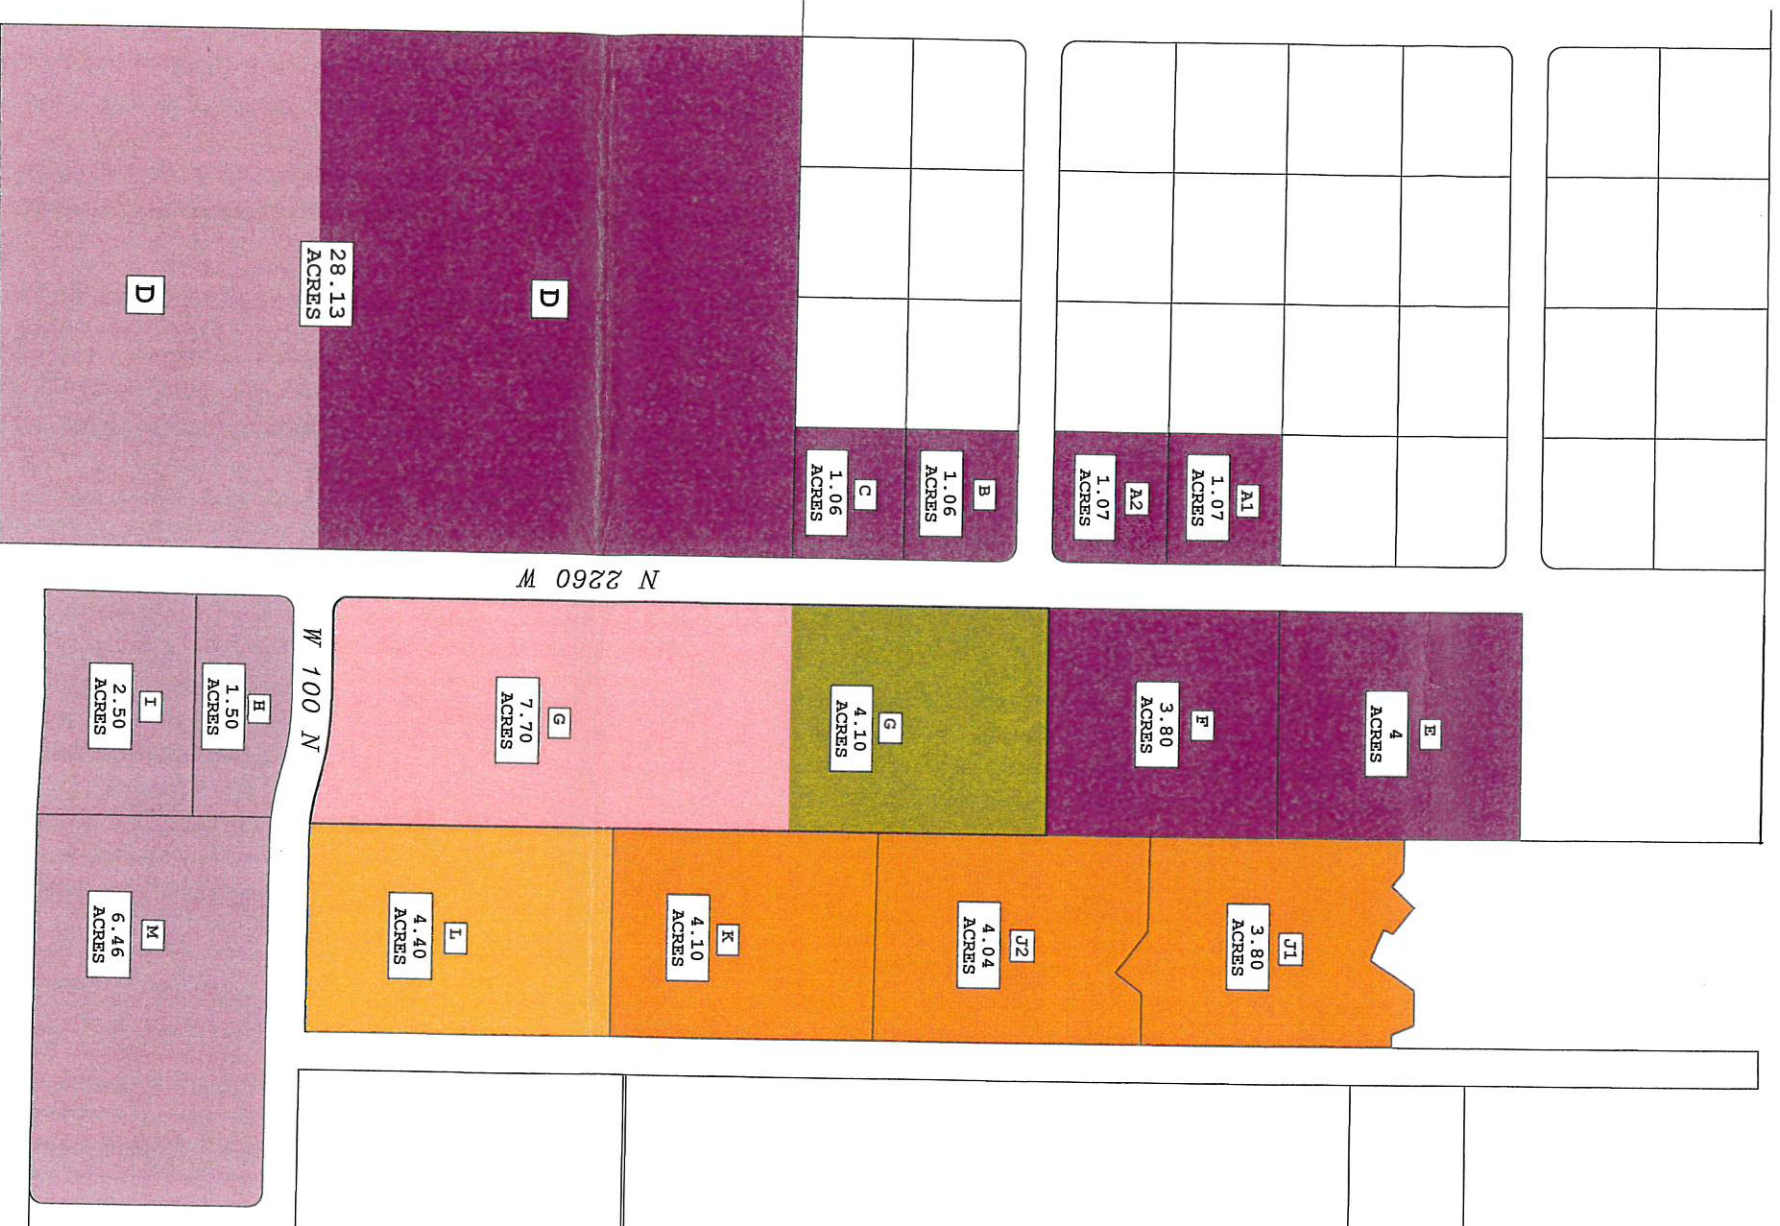 A1
1.07
ACRES
A2
1.07
ACRES
B
1.06
ACRES
C
1.06
ACRES
D
28.13
ACRES
D
N 2260 W
E
4
ACRES
F
3.80
ACRES
G
4.10
ACRES
G
7.70
ACRES
W 100 N
H
1.50
ACRES
I
2.50
ACRES
J1
3.80
ACRES
J2
4.04
ACRES
K
4.10
ACRES
L
4.40
ACRES
M
6.46
ACRES